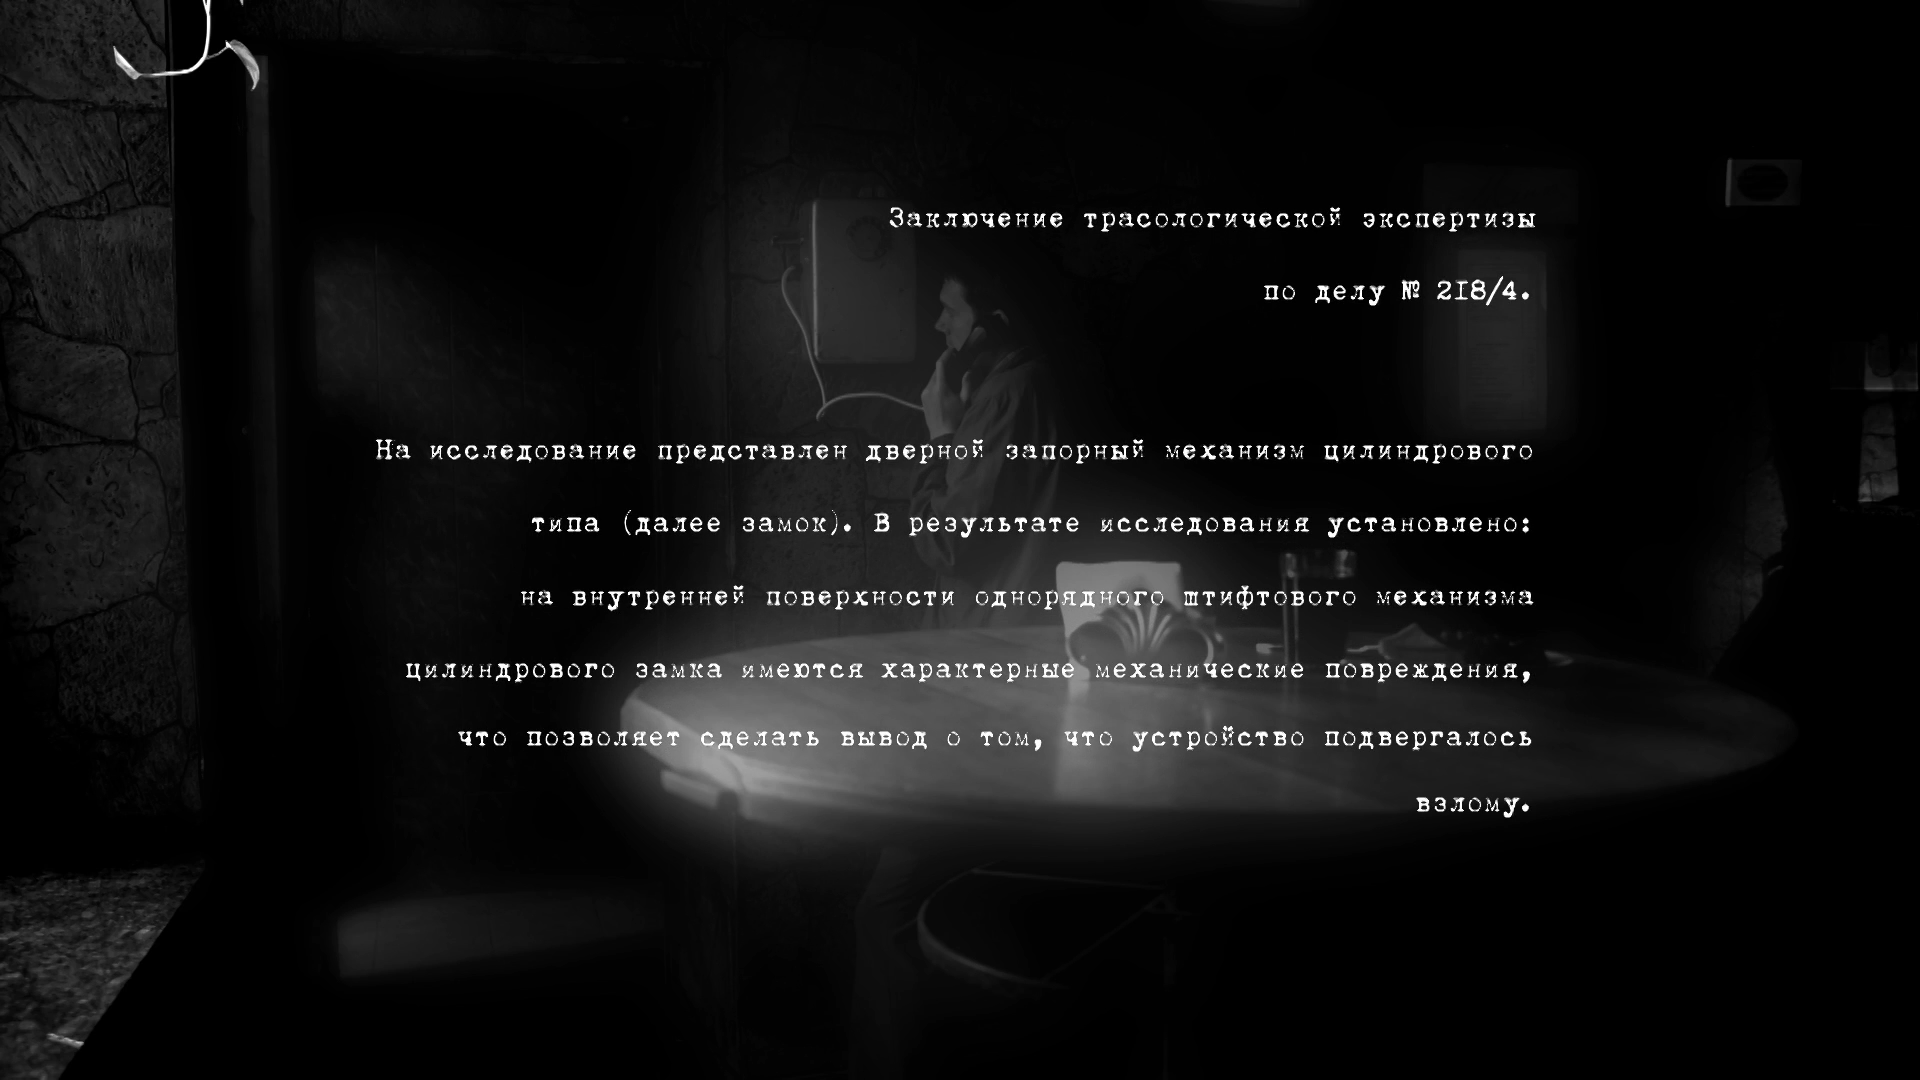 Заключение трасологической экспертизы
по делу № 218/4.
На исследование представлен дверной запорный механизм цилиндрового
типа (далее замок). В результате исследования установлено:
на внутренней поверхности однорядного штифтового механизма
цилиндрового замка имеются характерные механические повреждения,
что позволяет сделать вывод о том, что устройство подвергалось
взлому.